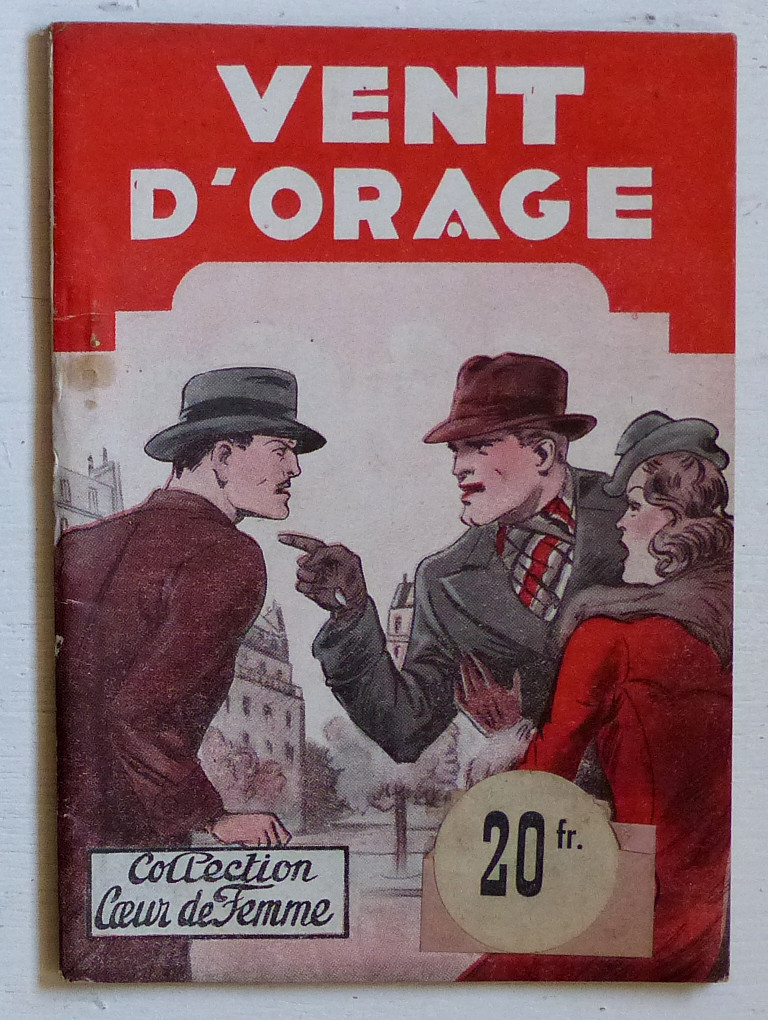 VENT
D'ORAGE
20 fr.
Collection
Cœur de Femme